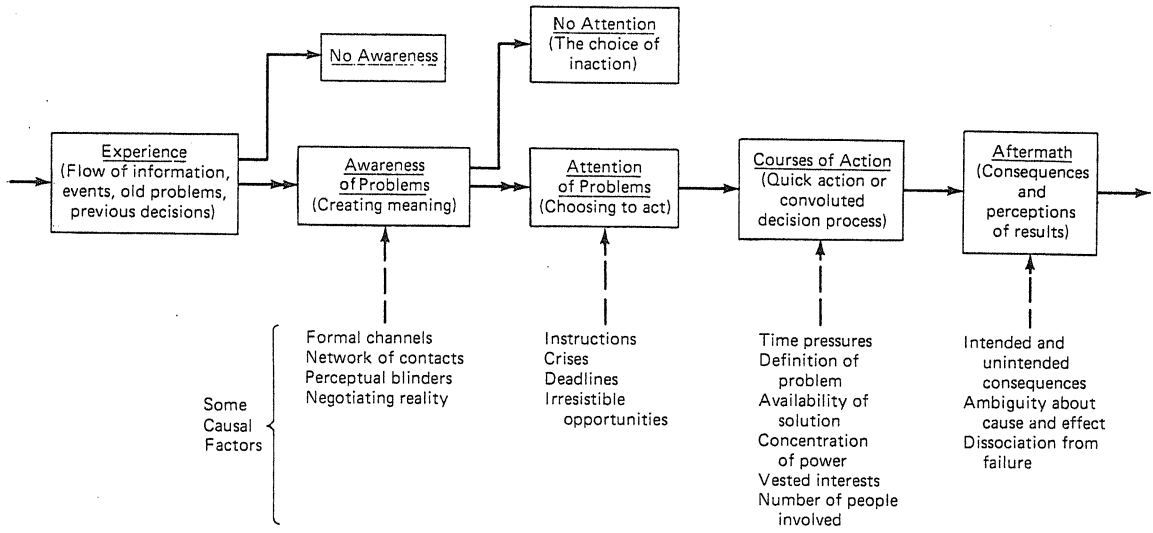 No Attention
(The choice of
inaction)
No Awareness
Experience
(Flow of information,
events, old problems,
previous decisions)
Awareness
of Problems
(Creating meaning)
Attention
of Problems
(Choosing to act)
Courses of Action
(Quick action or
convoluted
decision process)
Aftermath
(Consequences
and
perceptions
of results)
Some
Causal
Factors
Formal channels
Network of contacts
Perceptual blinders
Negotiating reality
Instructions
Crises
Deadlines
Irresistible
opportunities
Time pressures
Definition of
problem
Availability of
solution
Concentration
of power
Vested interests
Number of people
involved
Intended and
unintended
consequences
Ambiguity about
cause and effect
Dissociation from
failure